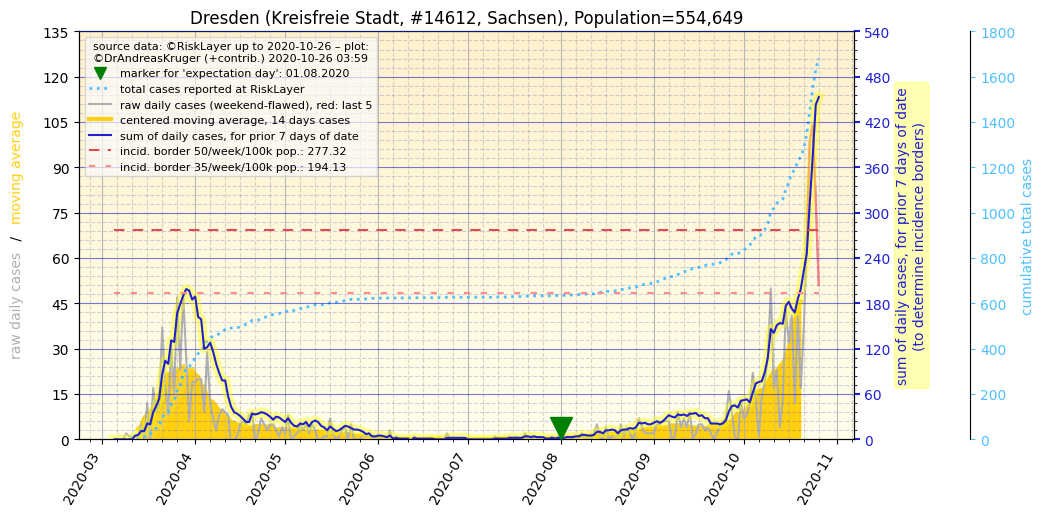 Dresden (Kreisfreie Stadt, #14612, Sachsen), Population=554,649
source data: ©RiskLayer up to 2020-10-26 – plot:
©DrAndreasKruger (+contrib.) 2020-10-26 03:59
marker for 'expectation day': 01.08.2020
total cases reported at RiskLayer
raw daily cases (weekend-flawed), red: last 5
centered moving average, 14 days cases
sum of daily cases, for prior 7 days of date
incid. border 50/week/100k pop.: 277.32
incid. border 35/week/100k pop.: 194.13
raw daily cases / moving average
135
120
105
90
75
60
45
30
15
0
2020-03
2020-04
2020-05
2020-06
2020-07
2020-08
2020-09
2020-10
2020-11
540
480
420
360
300
240
180
120
60
0
sum of daily cases, for prior 7 days of date
(to determine incidence borders)
1800
1600
1400
1200
1000
800
600
400
200
0
cumulative total cases